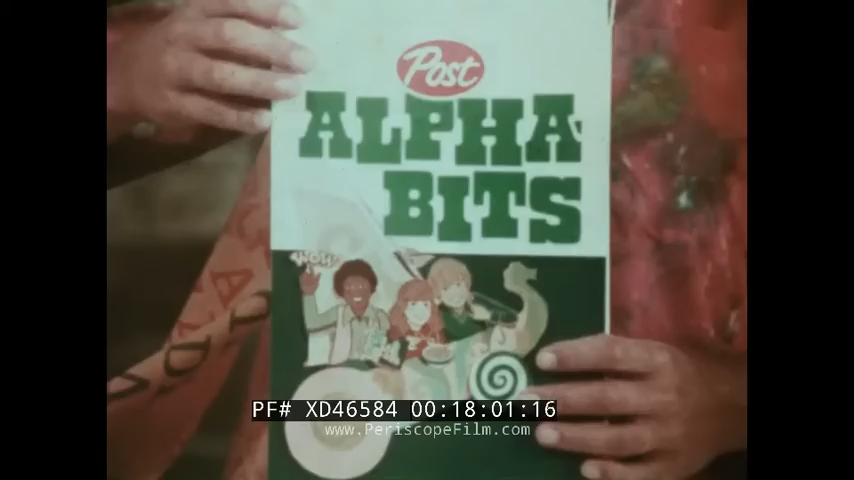 Post
ALPHA
BITS
WOW!
PF# XD46584 00:18:01:16
www.PeriscopeFilm.com